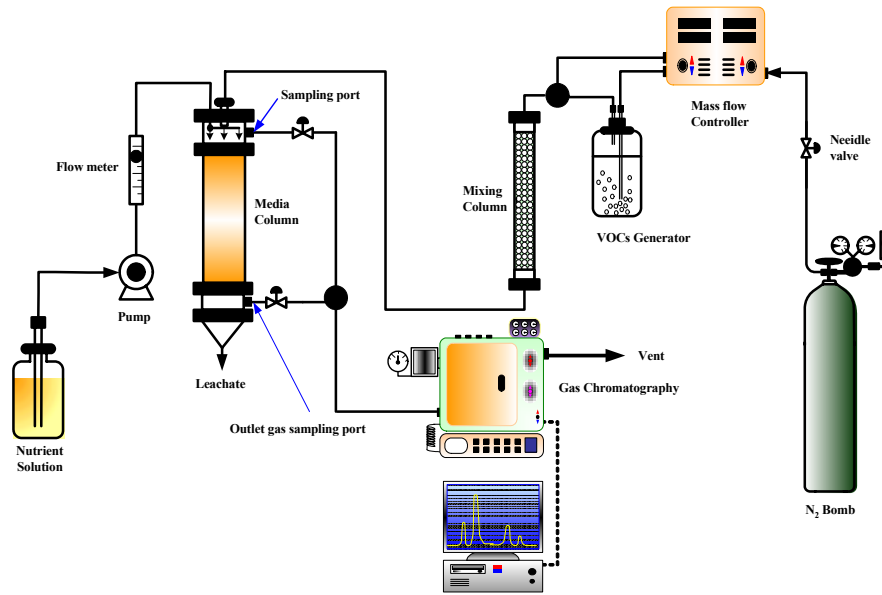 Sampling port
Mass flow
Controller
Neeidle
valve
Flow meter
Media
Column
Mixing
Column
VOCs Generator
Pump
Vent
Leachate
Gas Chromatography
Outlet gas sampling port
Nutrient
Solution
N₂ Bomb